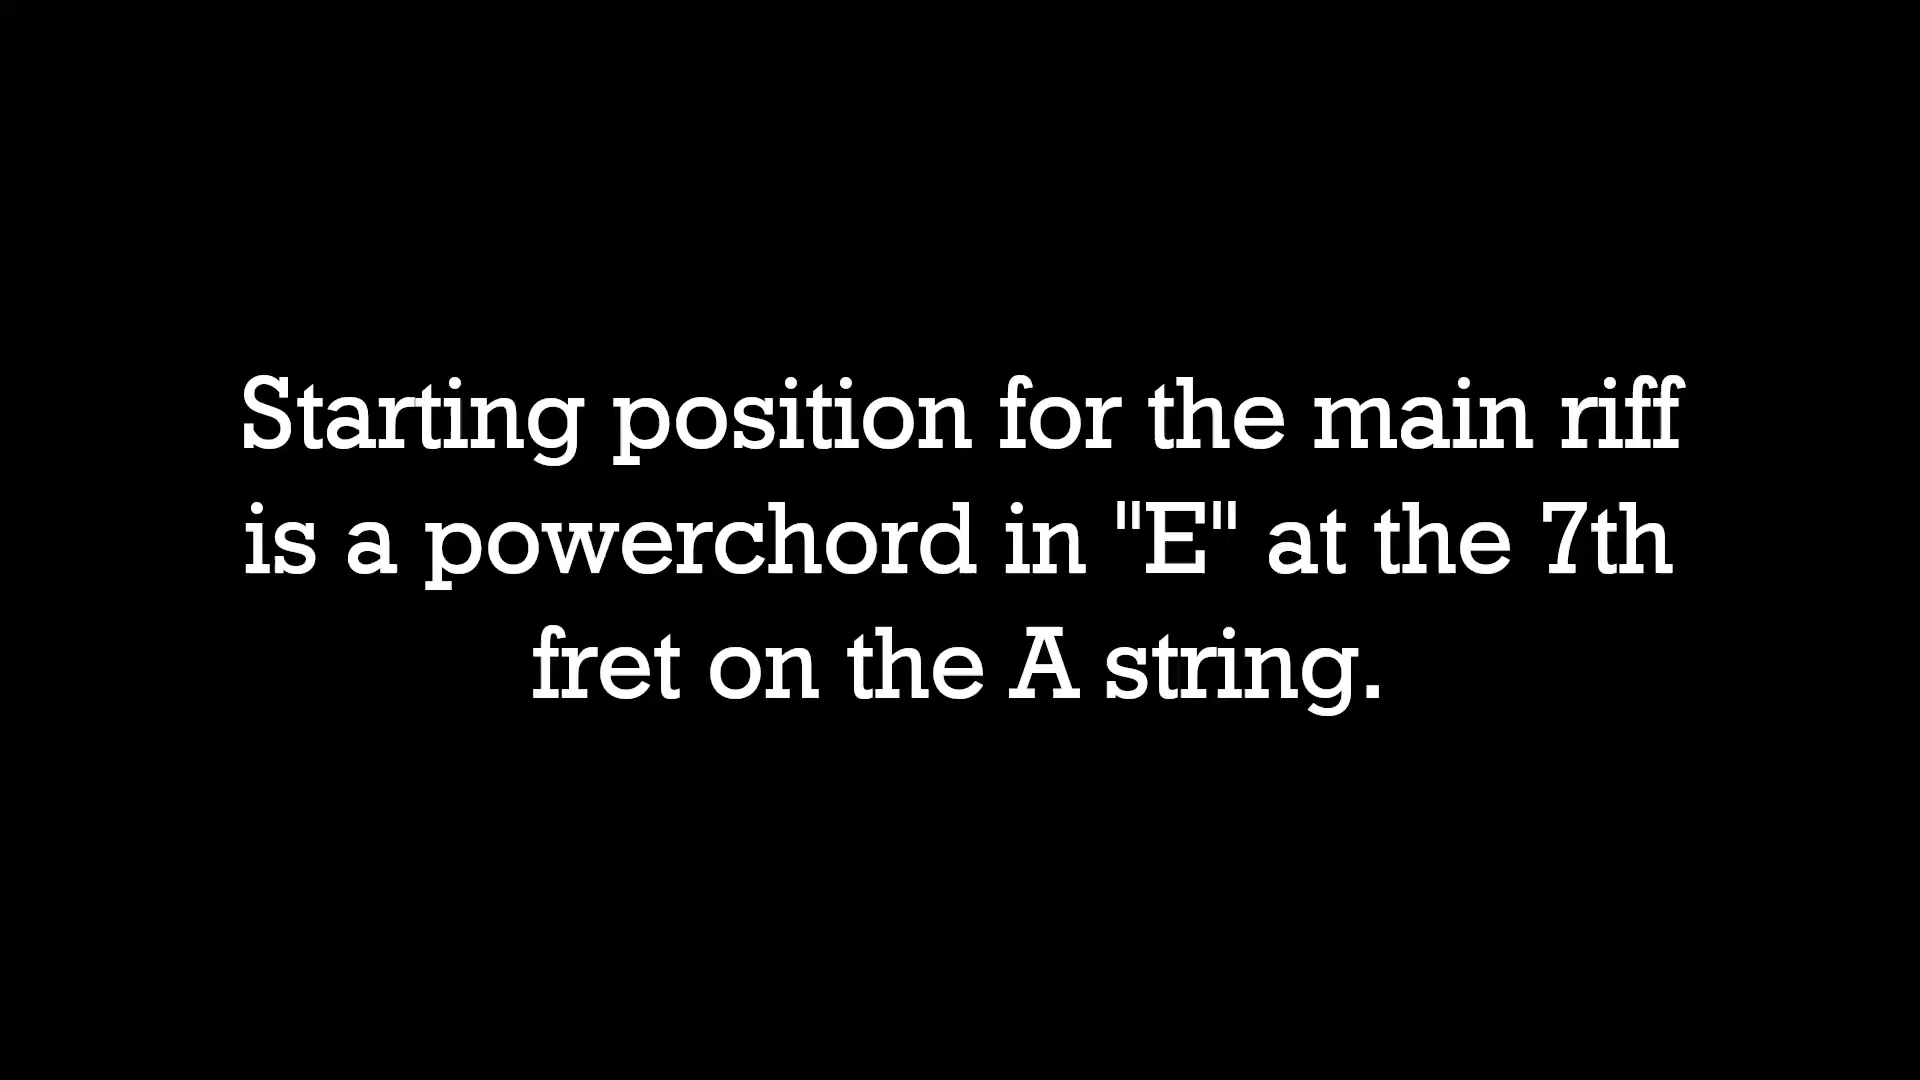 Starting position for the main riff
is a powerchord in "E" at the 7th
fret on the A string.